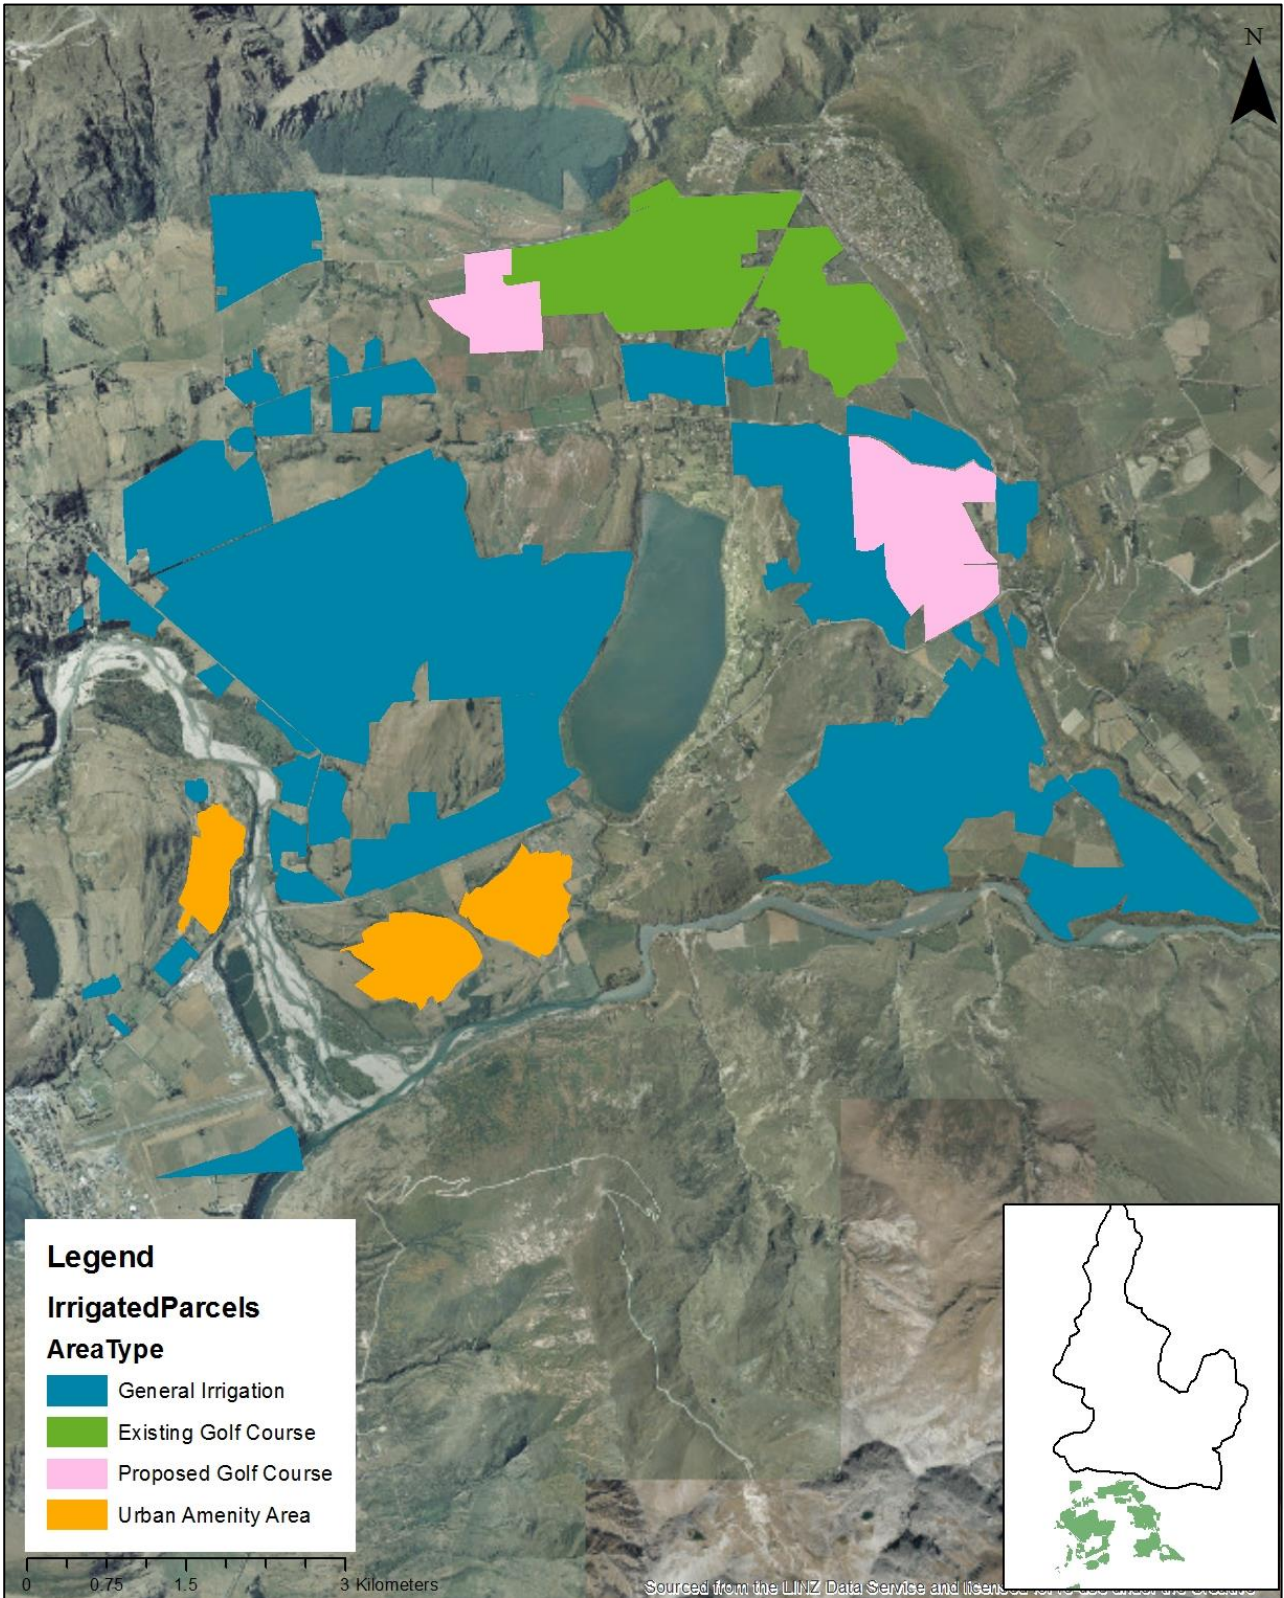 N
Legend
IrrigatedParcels
AreaType
General Irrigation
Existing Golf Course
Proposed Golf Course
Urban Amenity Area
0 0.75 1.5 3 Kilometers
Sourced from the LINZ Data Service and